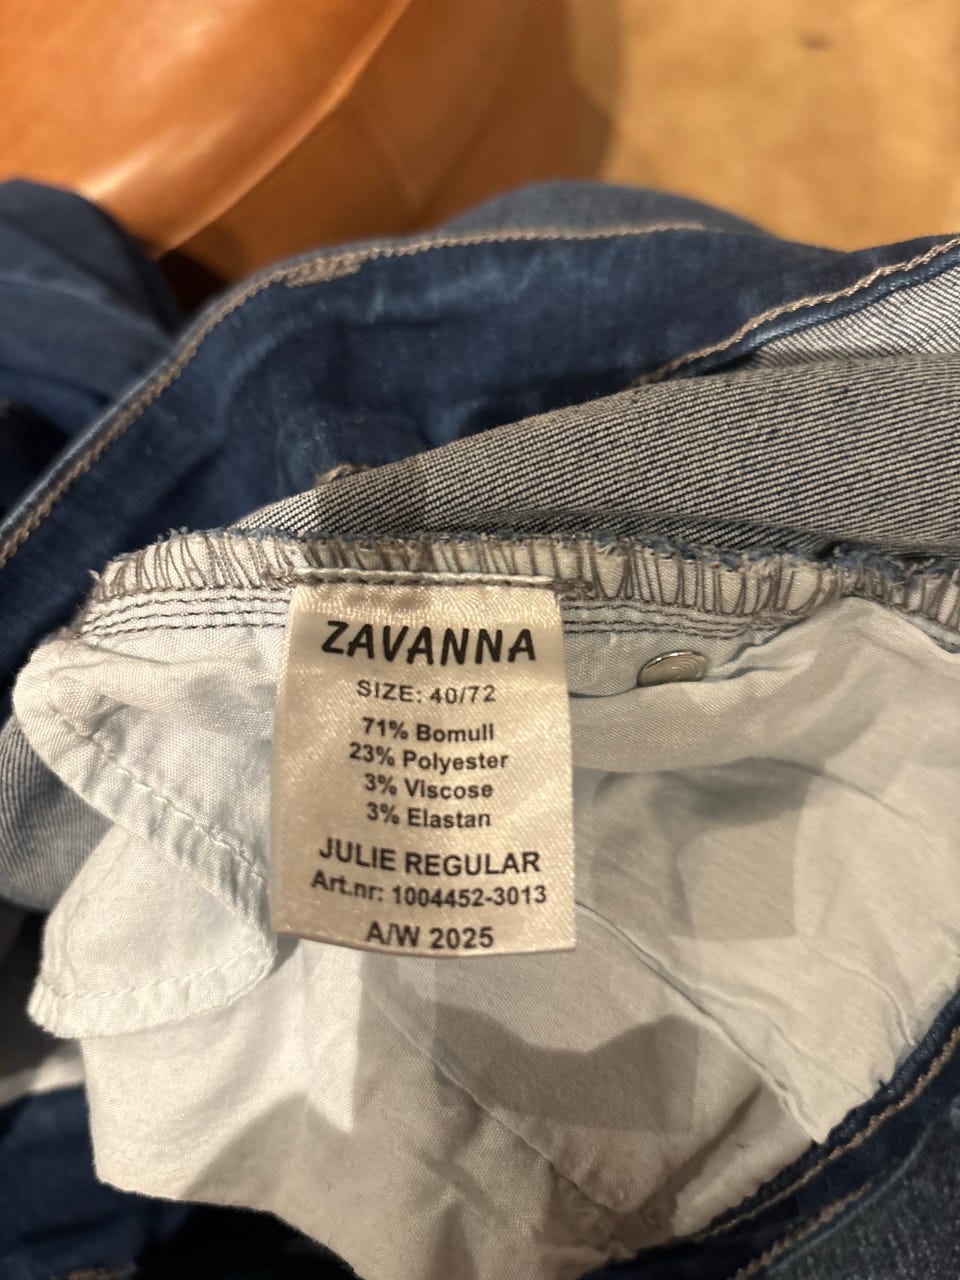 ZAVANNA
SIZE: 40/72
71% Bomull
23% Polyester
3% Viscose
3% Elastan
JULIE REGULAR
Art.nr: 1004452-3013
A/W 2025